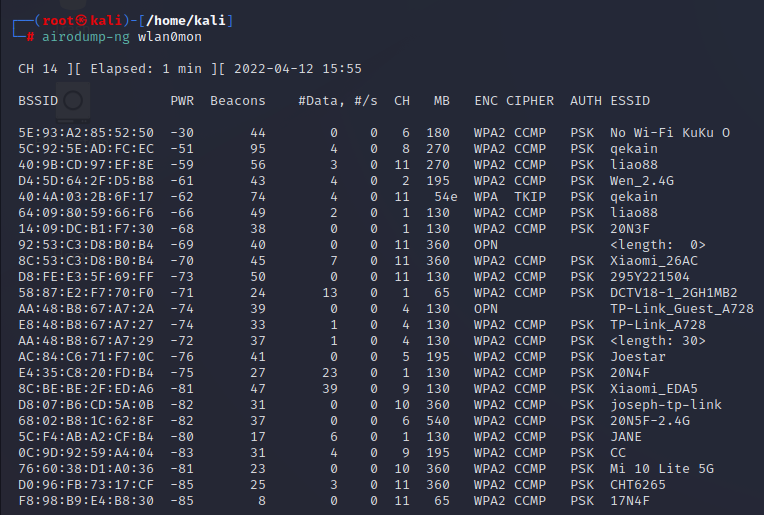 ┌──(root㉿kali)-[/home/kali]
└─# airodump-ng wlan0mon
CH 14 ][ Elapsed: 1 min ][ 2022-04-12 15:55
BSSID PWR Beacons #Data, #/s CH MB ENC CIPHER AUTH ESSID
5E:93:A2:85:52:50 -30 44 0 0 6 180 WPA2 CCMP PSK No Wi-Fi KuKu O
5C:92:5E:AD:FC:EC -51 95 4 0 8 270 WPA2 CCMP PSK qekain
40:9B:CD:97:EF:8E -59 56 3 0 11 270 WPA2 CCMP PSK liao88
D4:5D:64:2F:D5:B8 -61 43 4 0 2 195 WPA2 CCMP PSK Wen_2.4G
40:4A:03:2B:6F:17 -62 74 4 0 11 54e WPA TKIP PSK qekain
64:09:80:59:66:F6 -66 49 2 0 1 130 WPA2 CCMP PSK liao88
14:09:DC:B1:F7:30 -68 38 0 0 1 130 WPA2 CCMP PSK 20N3F
92:53:C3:D8:B0:B4 -69 40 0 0 11 360 OPN <length: 0>
8C:53:C3:D8:B0:B4 -70 45 7 0 11 360 WPA2 CCMP PSK Xiaomi_26AC
D8:FE:E3:5F:69:FF -73 50 0 0 11 130 WPA2 CCMP PSK 295Y221504
58:87:E2:F7:70:F0 -71 24 13 0 1 65 WPA2 CCMP PSK DCTV18-1_2GH1MB2
AA:48:B8:67:A7:2A -74 39 0 0 4 130 OPN TP-Link_Guest_A728
E8:48:B8:67:A7:27 -74 33 1 0 4 130 WPA2 CCMP PSK TP-Link_A728
AA:48:B8:67:A7:29 -72 37 1 0 4 130 WPA2 CCMP PSK <length: 30>
AC:84:C6:71:F7:0C -76 41 0 0 5 195 WPA2 CCMP PSK Joestar
E4:35:C8:20:FD:B4 -75 27 23 0 1 130 WPA2 CCMP PSK 20N4F
8C:BE:BE:2F:ED:A6 -81 47 39 0 9 130 WPA2 CCMP PSK Xiaomi_EDA5
D8:07:B6:CD:5A:0B -82 31 0 0 10 360 WPA2 CCMP PSK joseph-tp-link
68:02:B8:1C:62:8F -82 37 0 0 6 540 WPA2 CCMP PSK 20N5F-2.4G
5C:F4:AB:A2:CF:B4 -80 17 6 0 1 130 WPA2 CCMP PSK JANE
0C:9D:92:59:A4:04 -83 31 4 0 9 195 WPA2 CCMP PSK CC
76:60:38:D1:A0:36 -81 23 0 0 10 360 WPA2 CCMP PSK Mi 10 Lite 5G
D0:96:FB:73:17:CF -85 25 3 0 11 360 WPA2 CCMP PSK CHT6265
F8:98:B9:E4:B8:30 -85 8 0 0 11 65 WPA2 CCMP PSK 17N4F